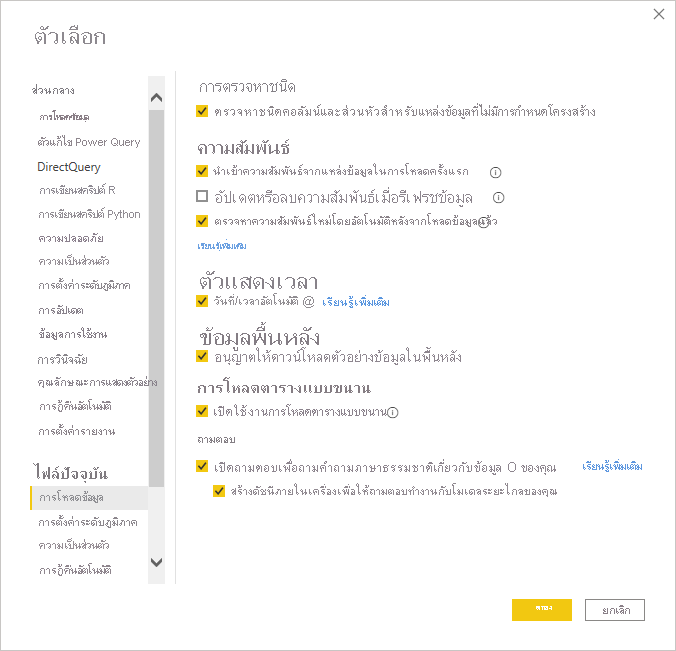 ตัวเลือก
ส่วนกลาง
การโหลดข้อมูล
ตัวแก้ไข Power Query
DirectQuery
การเขียนสคริปต์ R
การเขียนสคริปต์ Python
ความปลอดภัย
ความเป็นส่วนตัว
การตั้งค่าระดับภูมิภาค
การอัปเดต
ข้อมูลการใช้งาน
การวินิจฉัย
คุณลักษณะการแสดงตัวอย่าง
การกู้คืนอัตโนมัติ
การตั้งค่ารายงาน
ไฟล์ปัจจุบัน
การโหลดข้อมูล
การตั้งค่าระดับภูมิภาค
ความเป็นส่วนตัว
การกู้คืนอัตโนมัติ
การตรวจหาชนิด
ตรวจหาชนิดคอลัมน์และส่วนหัวสำหรับแหล่งข้อมูลที่ไม่มีการกำหนดโครงสร้าง
ความสัมพันธ์
นำเข้าความสัมพันธ์จากแหล่งข้อมูลในการโหลดครั้งแรก
อัปเดตหรือลบความสัมพันธ์เมื่อรีเฟรชข้อมูล
ตรวจหาความสัมพันธ์ใหม่โดยอัตโนมัติหลังจากโหลดข้อมูลแล้ว
เรียนรู้เพิ่มเติม
ตัวแสดงเวลา
วันที่/เวลาอัตโนมัติ @ เรียนรู้เพิ่มเติม
ข้อมูลพื้นหลัง
อนุญาตให้ดาวน์โหลดตัวอย่างข้อมูลในพื้นหลัง
การโหลดตารางแบบขนาน
เปิดใช้งานการโหลดตารางแบบขนาน
ถามตอบ
เปิดถามตอบเพื่อถามคำถามภาษาธรรมชาติเกี่ยวกับข้อมูล O ของคุณ เรียนรู้เพิ่มเติม
สร้างดัชนีภายในเครื่องเพื่อให้ถามตอบทำงานกับโมเดลระยะไกลของคุณ
ตกลง ยกเลิก